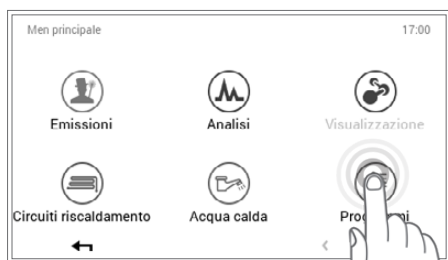 Men principale 17:00
Emissioni Analisi Visualizzazione
Circuiti riscaldamento Acqua calda